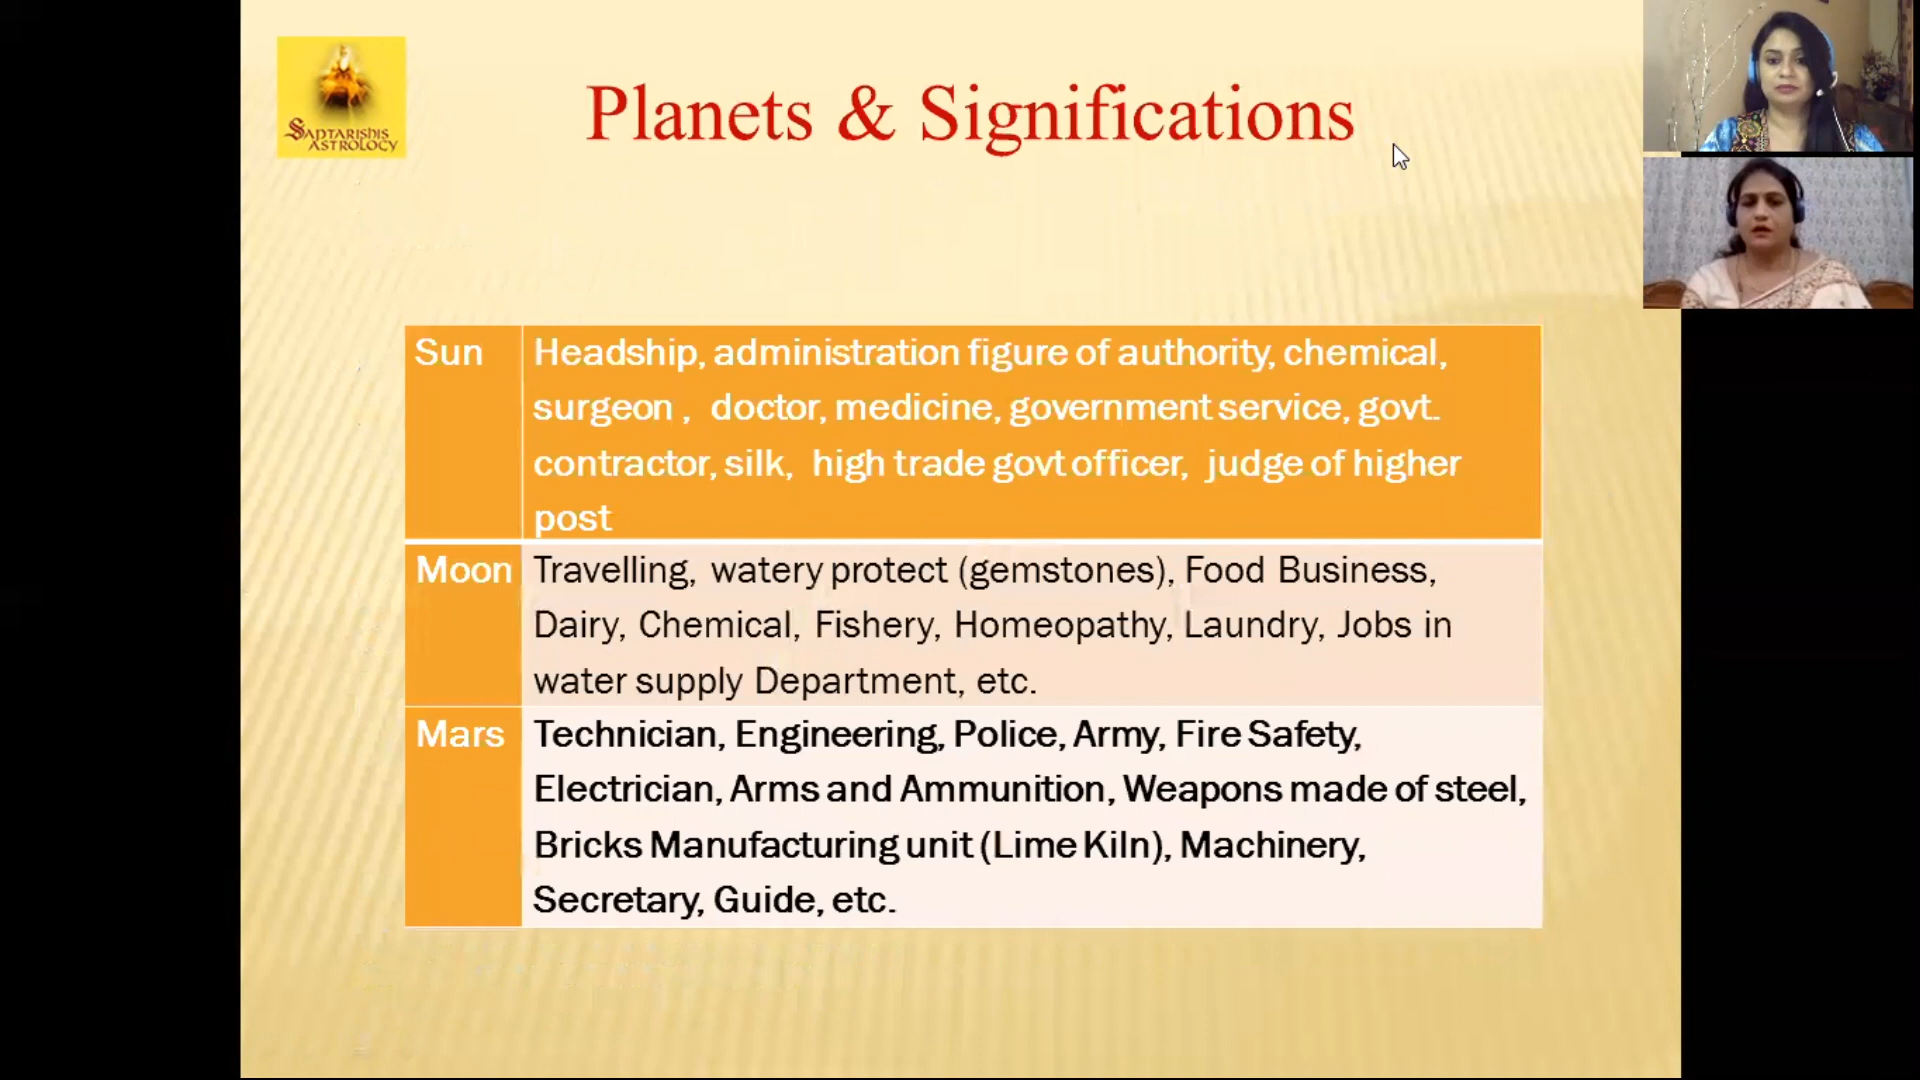 SAPTARISHIS
ASTROLOGY
Planets & Significations
Sun
Headship, administration figure of authority, chemical,
surgeon , doctor, medicine, government service, govt.
contractor, silk, high trade govt officer, judge of higher
post
Moon
Travelling, watery protect (gemstones), Food Business,
Dairy, Chemical, Fishery, Homeopathy, Laundry, Jobs in
water supply Department, etc.
Mars
Technician, Engineering, Police, Army, Fire Safety,
Electrician, Arms and Ammunition, Weapons made of steel,
Bricks Manufacturing unit (Lime Kiln), Machinery,
Secretary, Guide, etc.